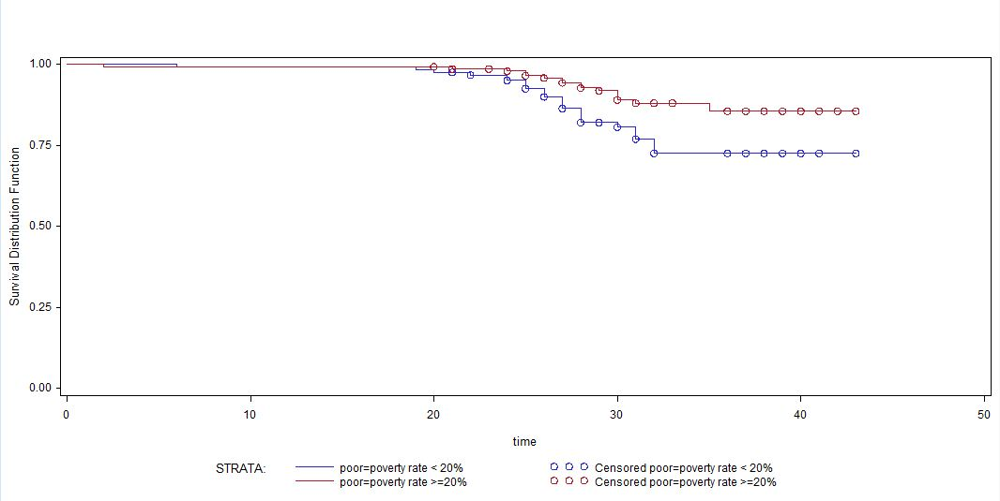 1.00
0.75
0.50
0.25
0.00
Survival Distribution Function
0 10 20 30 40 50
time
STRATA: poor=poverty rate < 20% Censored poor=poverty rate < 20%
poor=poverty rate >=20% Censored poor=poverty rate >=20%